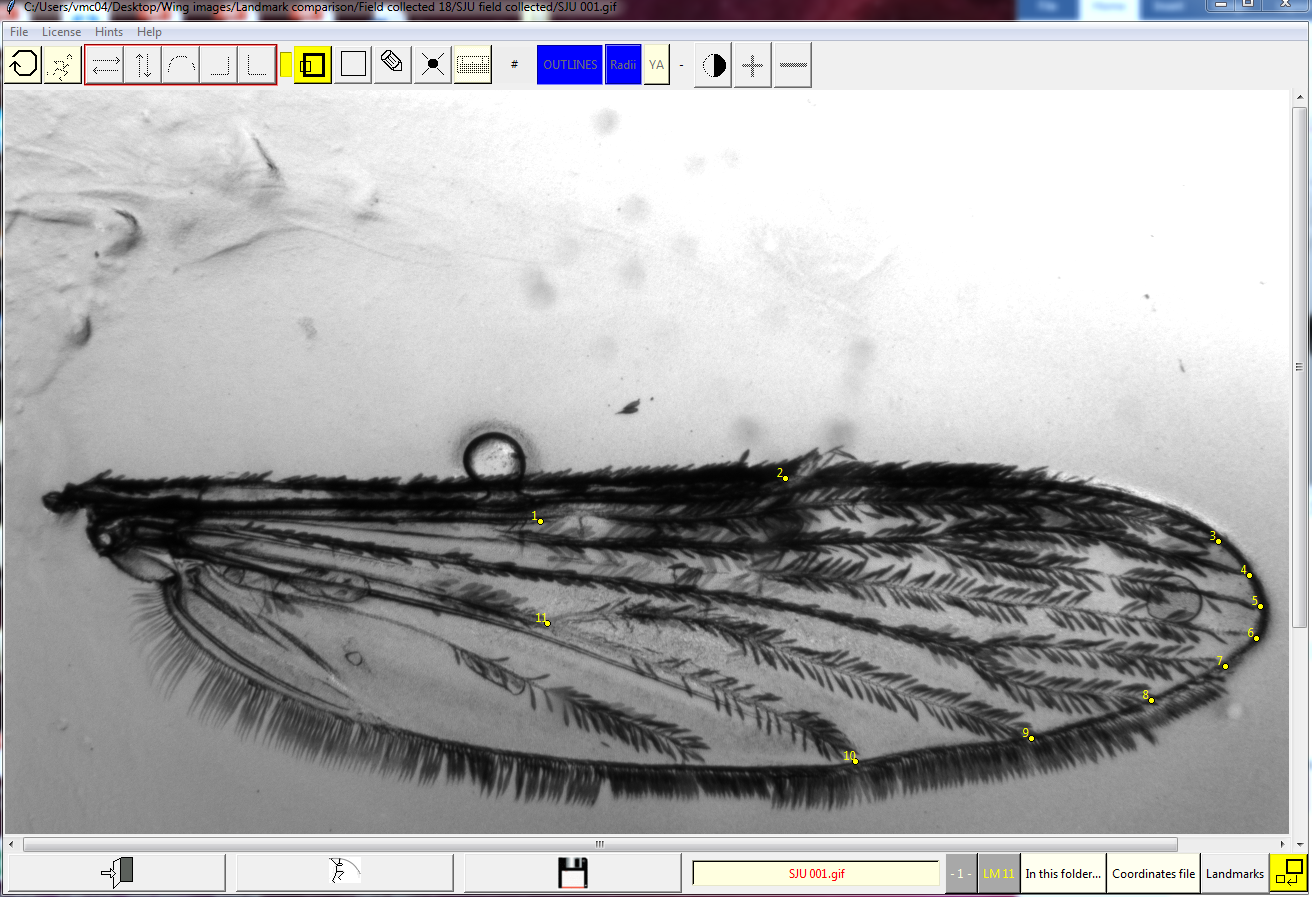 C:/Users/vmc04/Desktop/Wing images/Landmark comparison/Field collected 18/SJU field collected/SJU 001.gif
File License Hints Help
# OUTLINES Radii YA -
2
1
3
4
5
11
6
7
8
9
10
SJU 001.gif - 1 - LM 11 In this folder... Coordinates file Landmarks